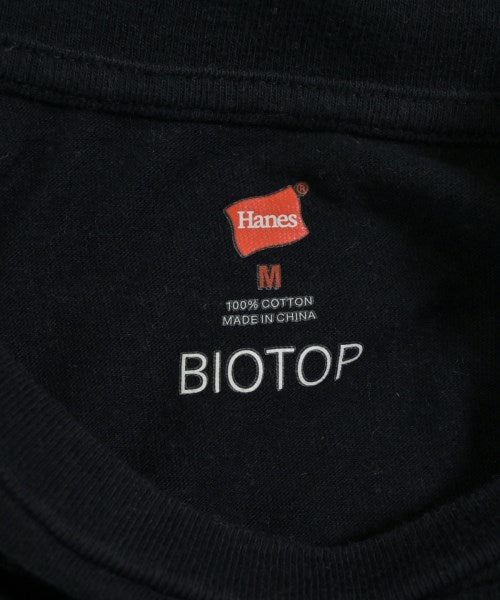 Hanes®
M
100% COTTON
MADE IN CHINA
BIOTOP